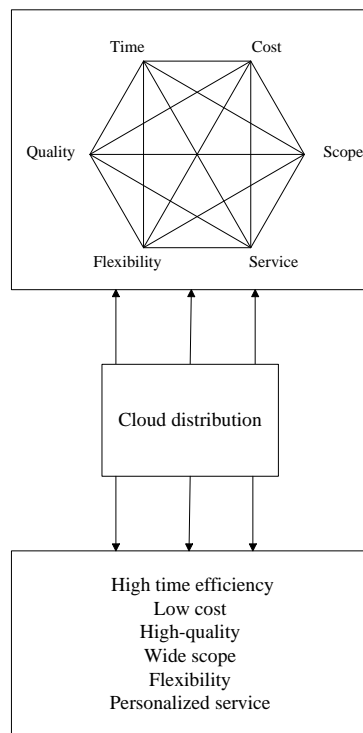 Time Cost
Quality Scope
Flexibility Service
Cloud distribution
High time efficiency
Low cost
High-quality
Wide scope
Flexibility
Personalized service